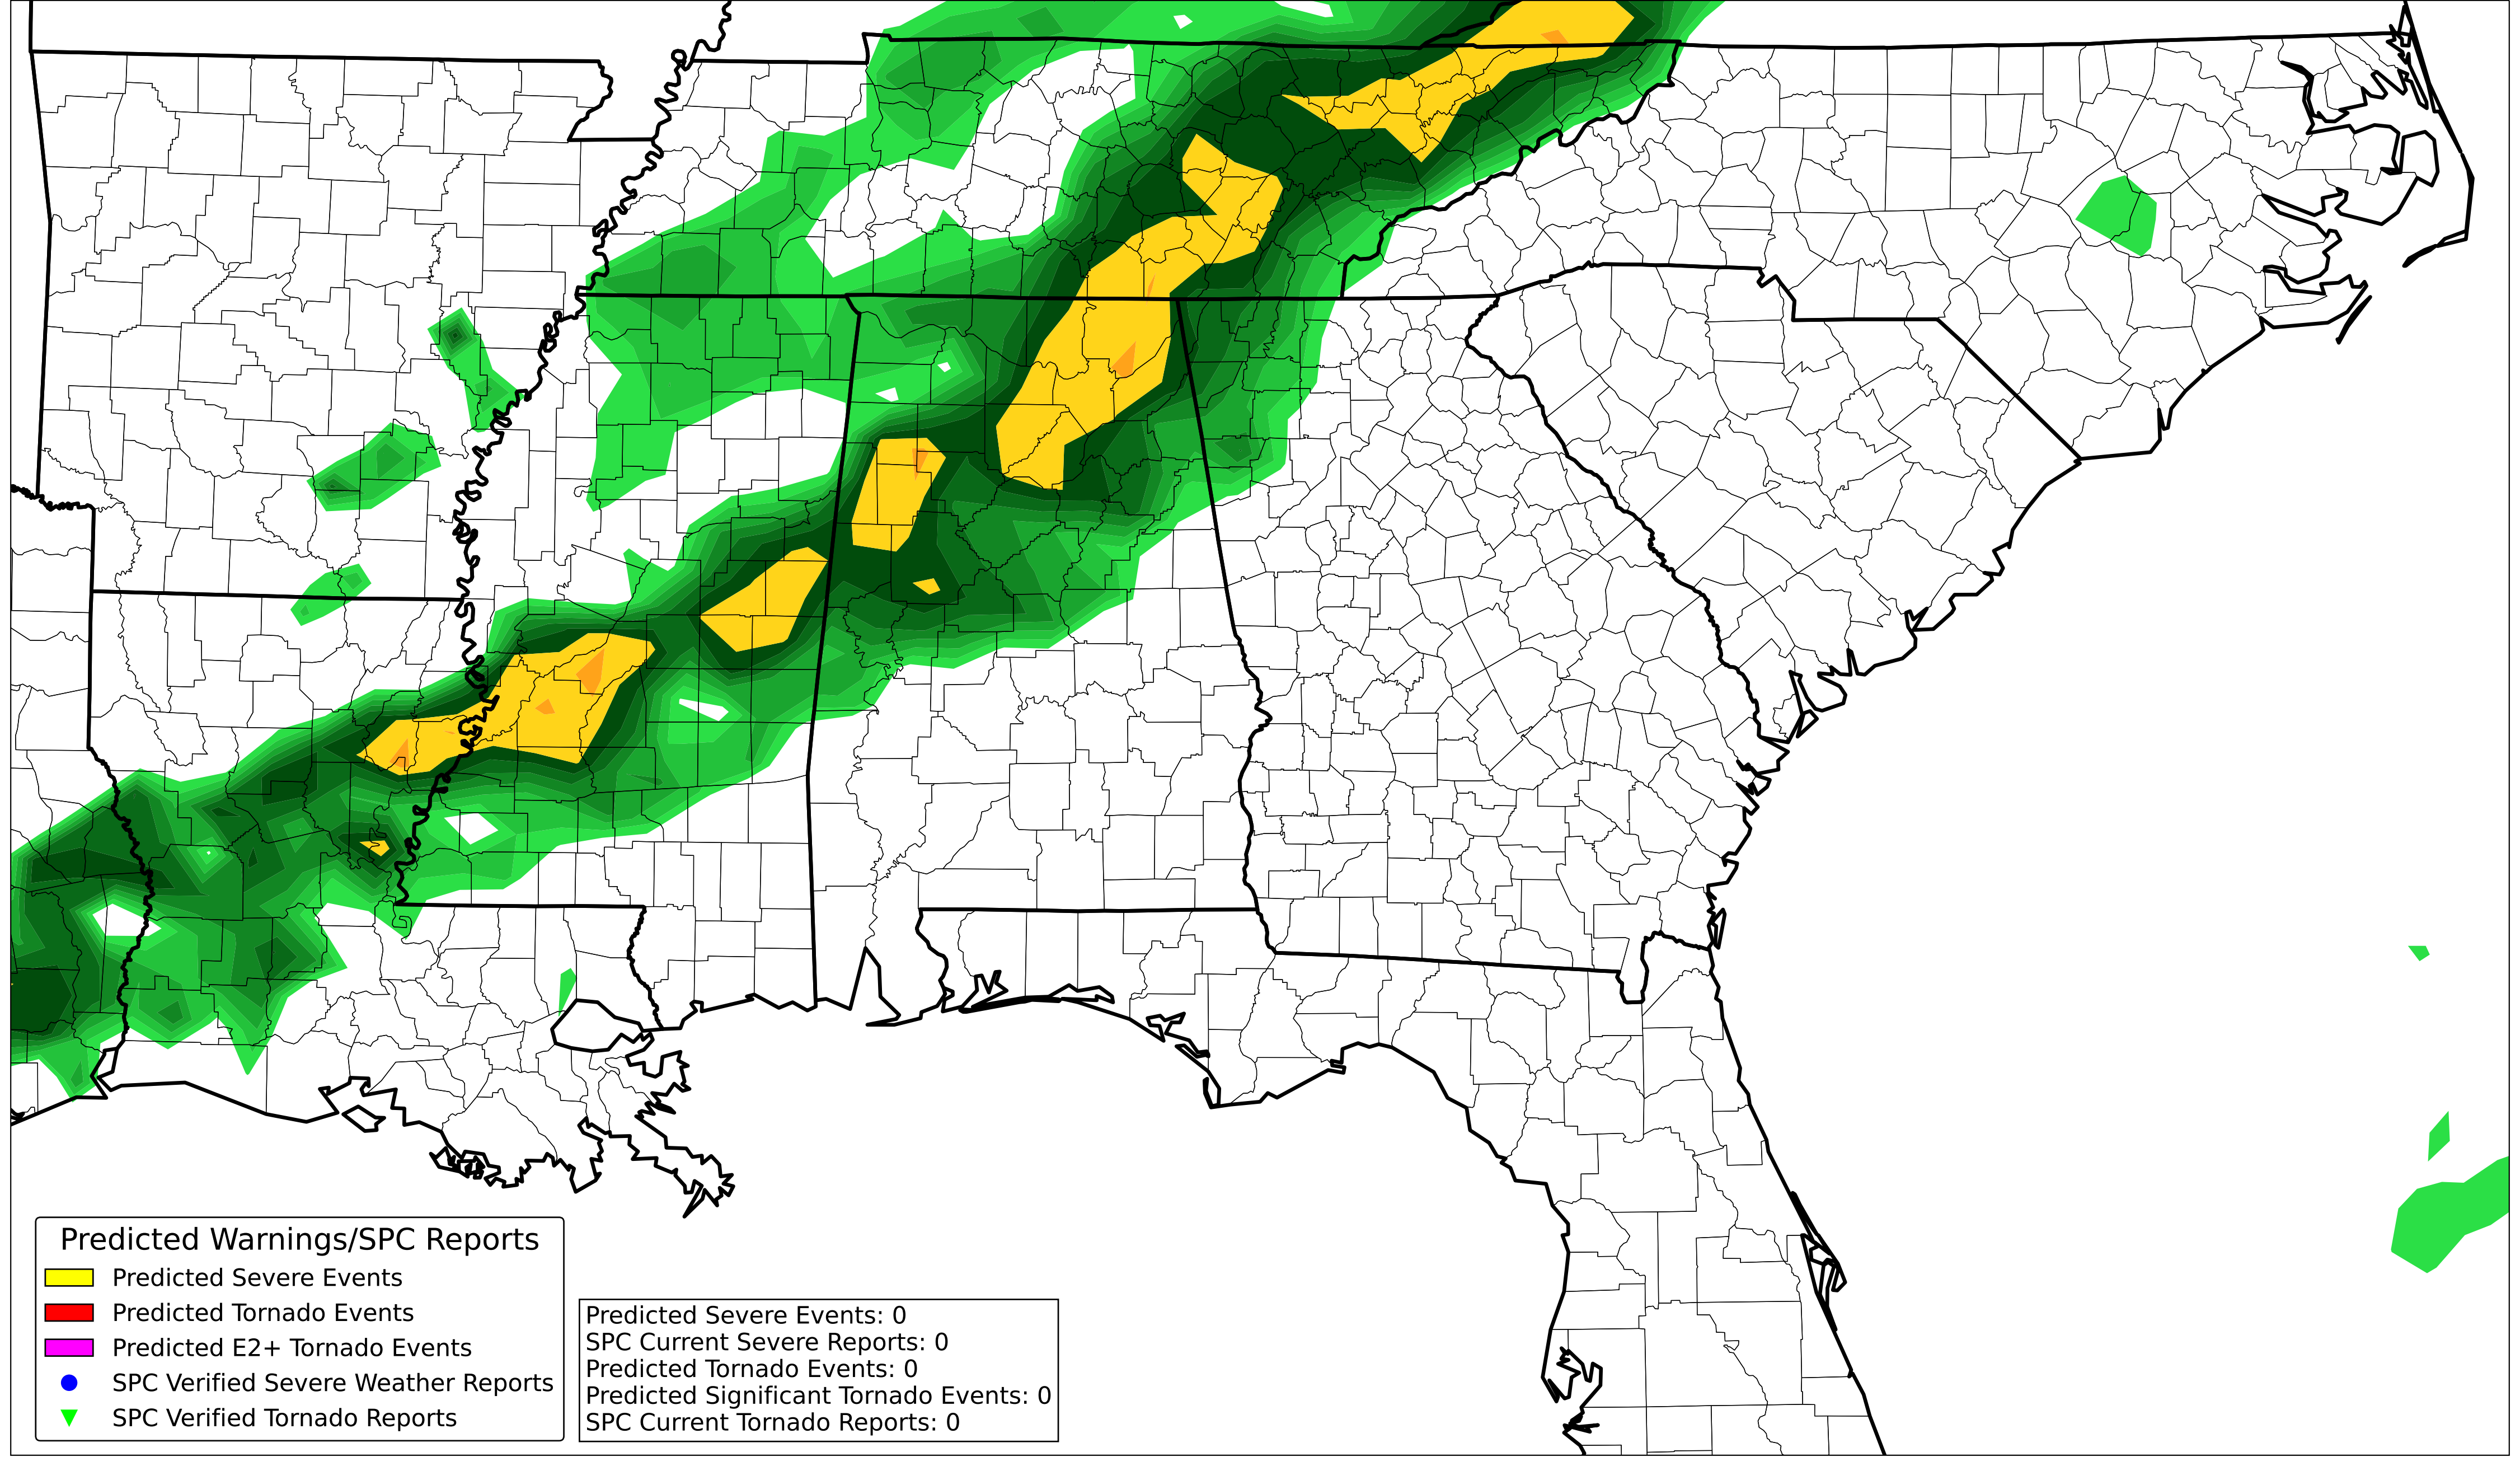 Predicted Warnings/SPC Reports
Predicted Severe Events
Predicted Tornado Events
Predicted E2+ Tornado Events
SPC Verified Severe Weather Reports
SPC Verified Tornado Reports
Predicted Severe Events: 0
SPC Current Severe Reports: 0
Predicted Tornado Events: 0
Predicted Significant Tornado Events: 0
SPC Current Tornado Reports: 0